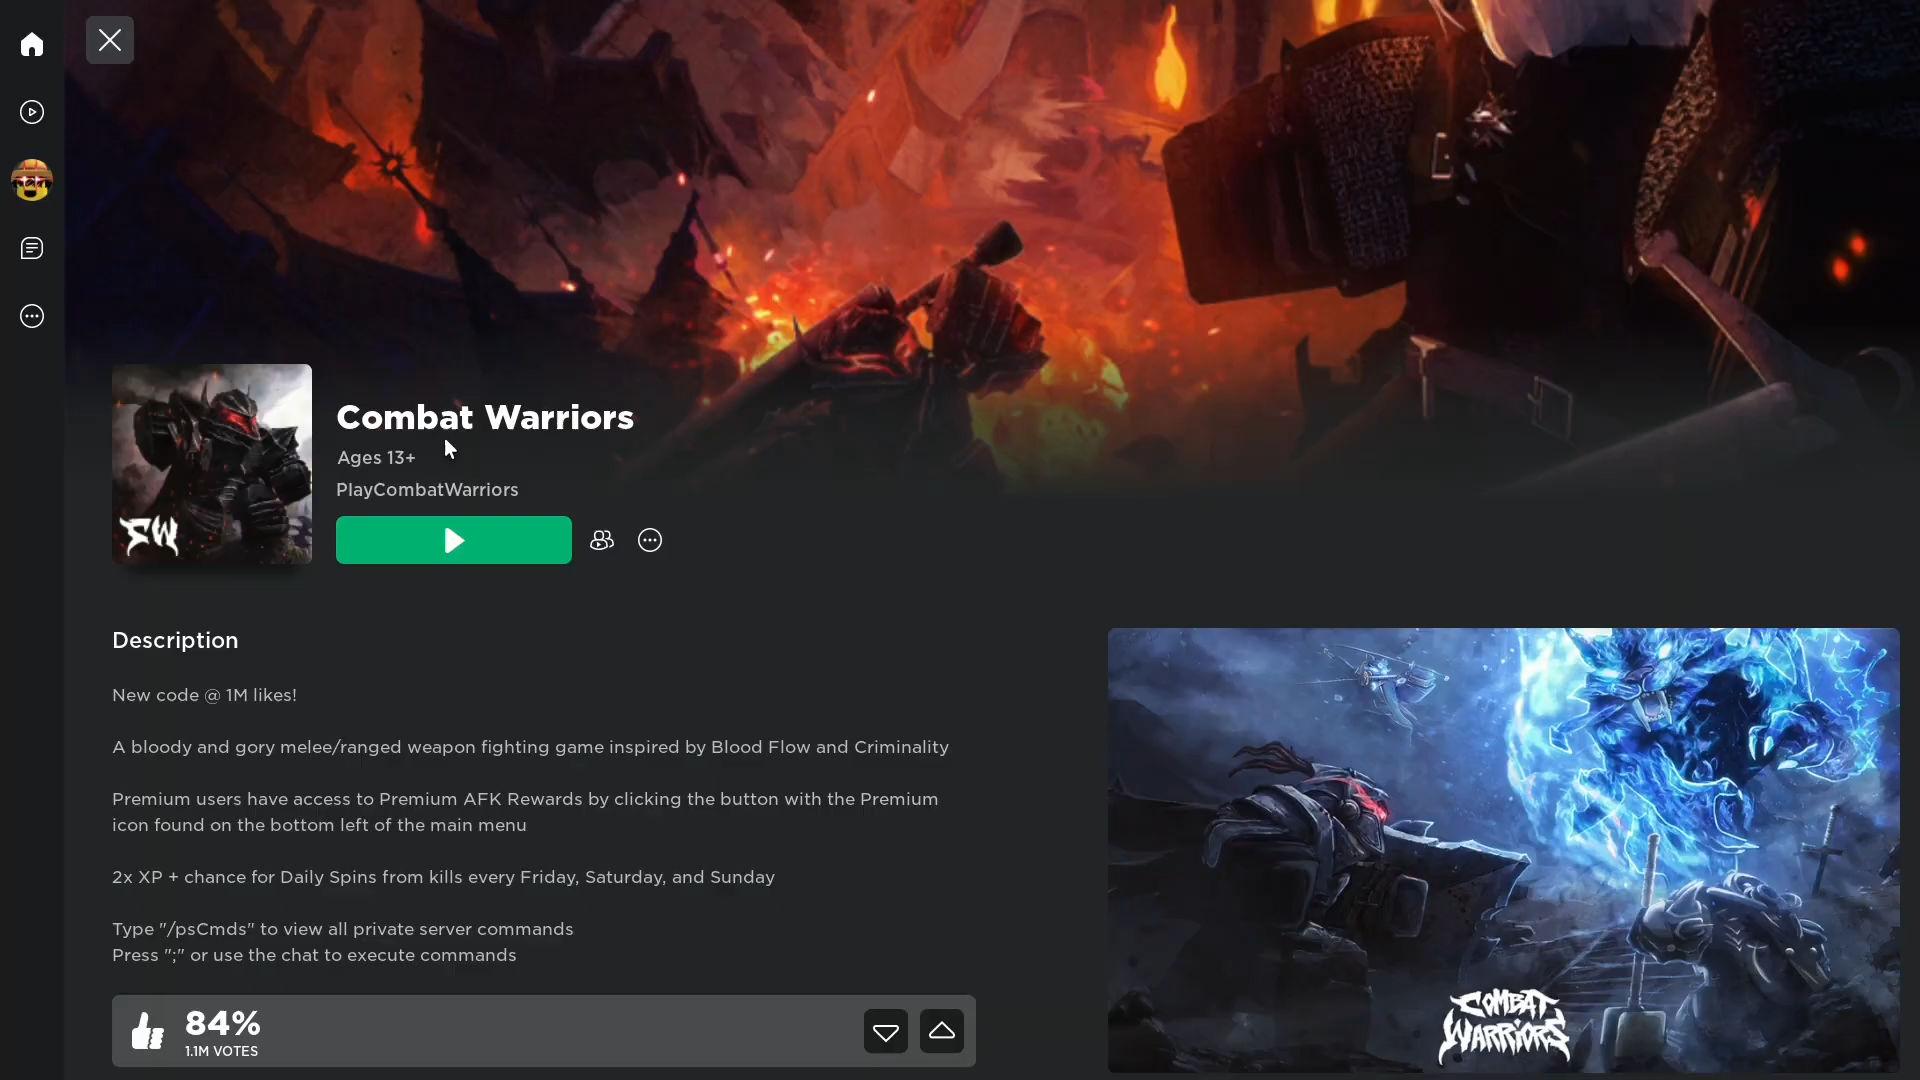 Combat Warriors
Ages 13+
PlayCombatWarriors
CW
Description
New code @ 1M likes!
A bloody and gory melee/ranged weapon fighting game inspired by Blood Flow and Criminality
Premium users have access to Premium AFK Rewards by clicking the button with the Premium
icon found on the bottom left of the main menu
2x XP + chance for Daily Spins from kills every Friday, Saturday, and Sunday
Type "/psCmds" to view all private server commands
Press ";" or use the chat to execute commands
84%
1.1M VOTES
COMBAT
WARRIORS